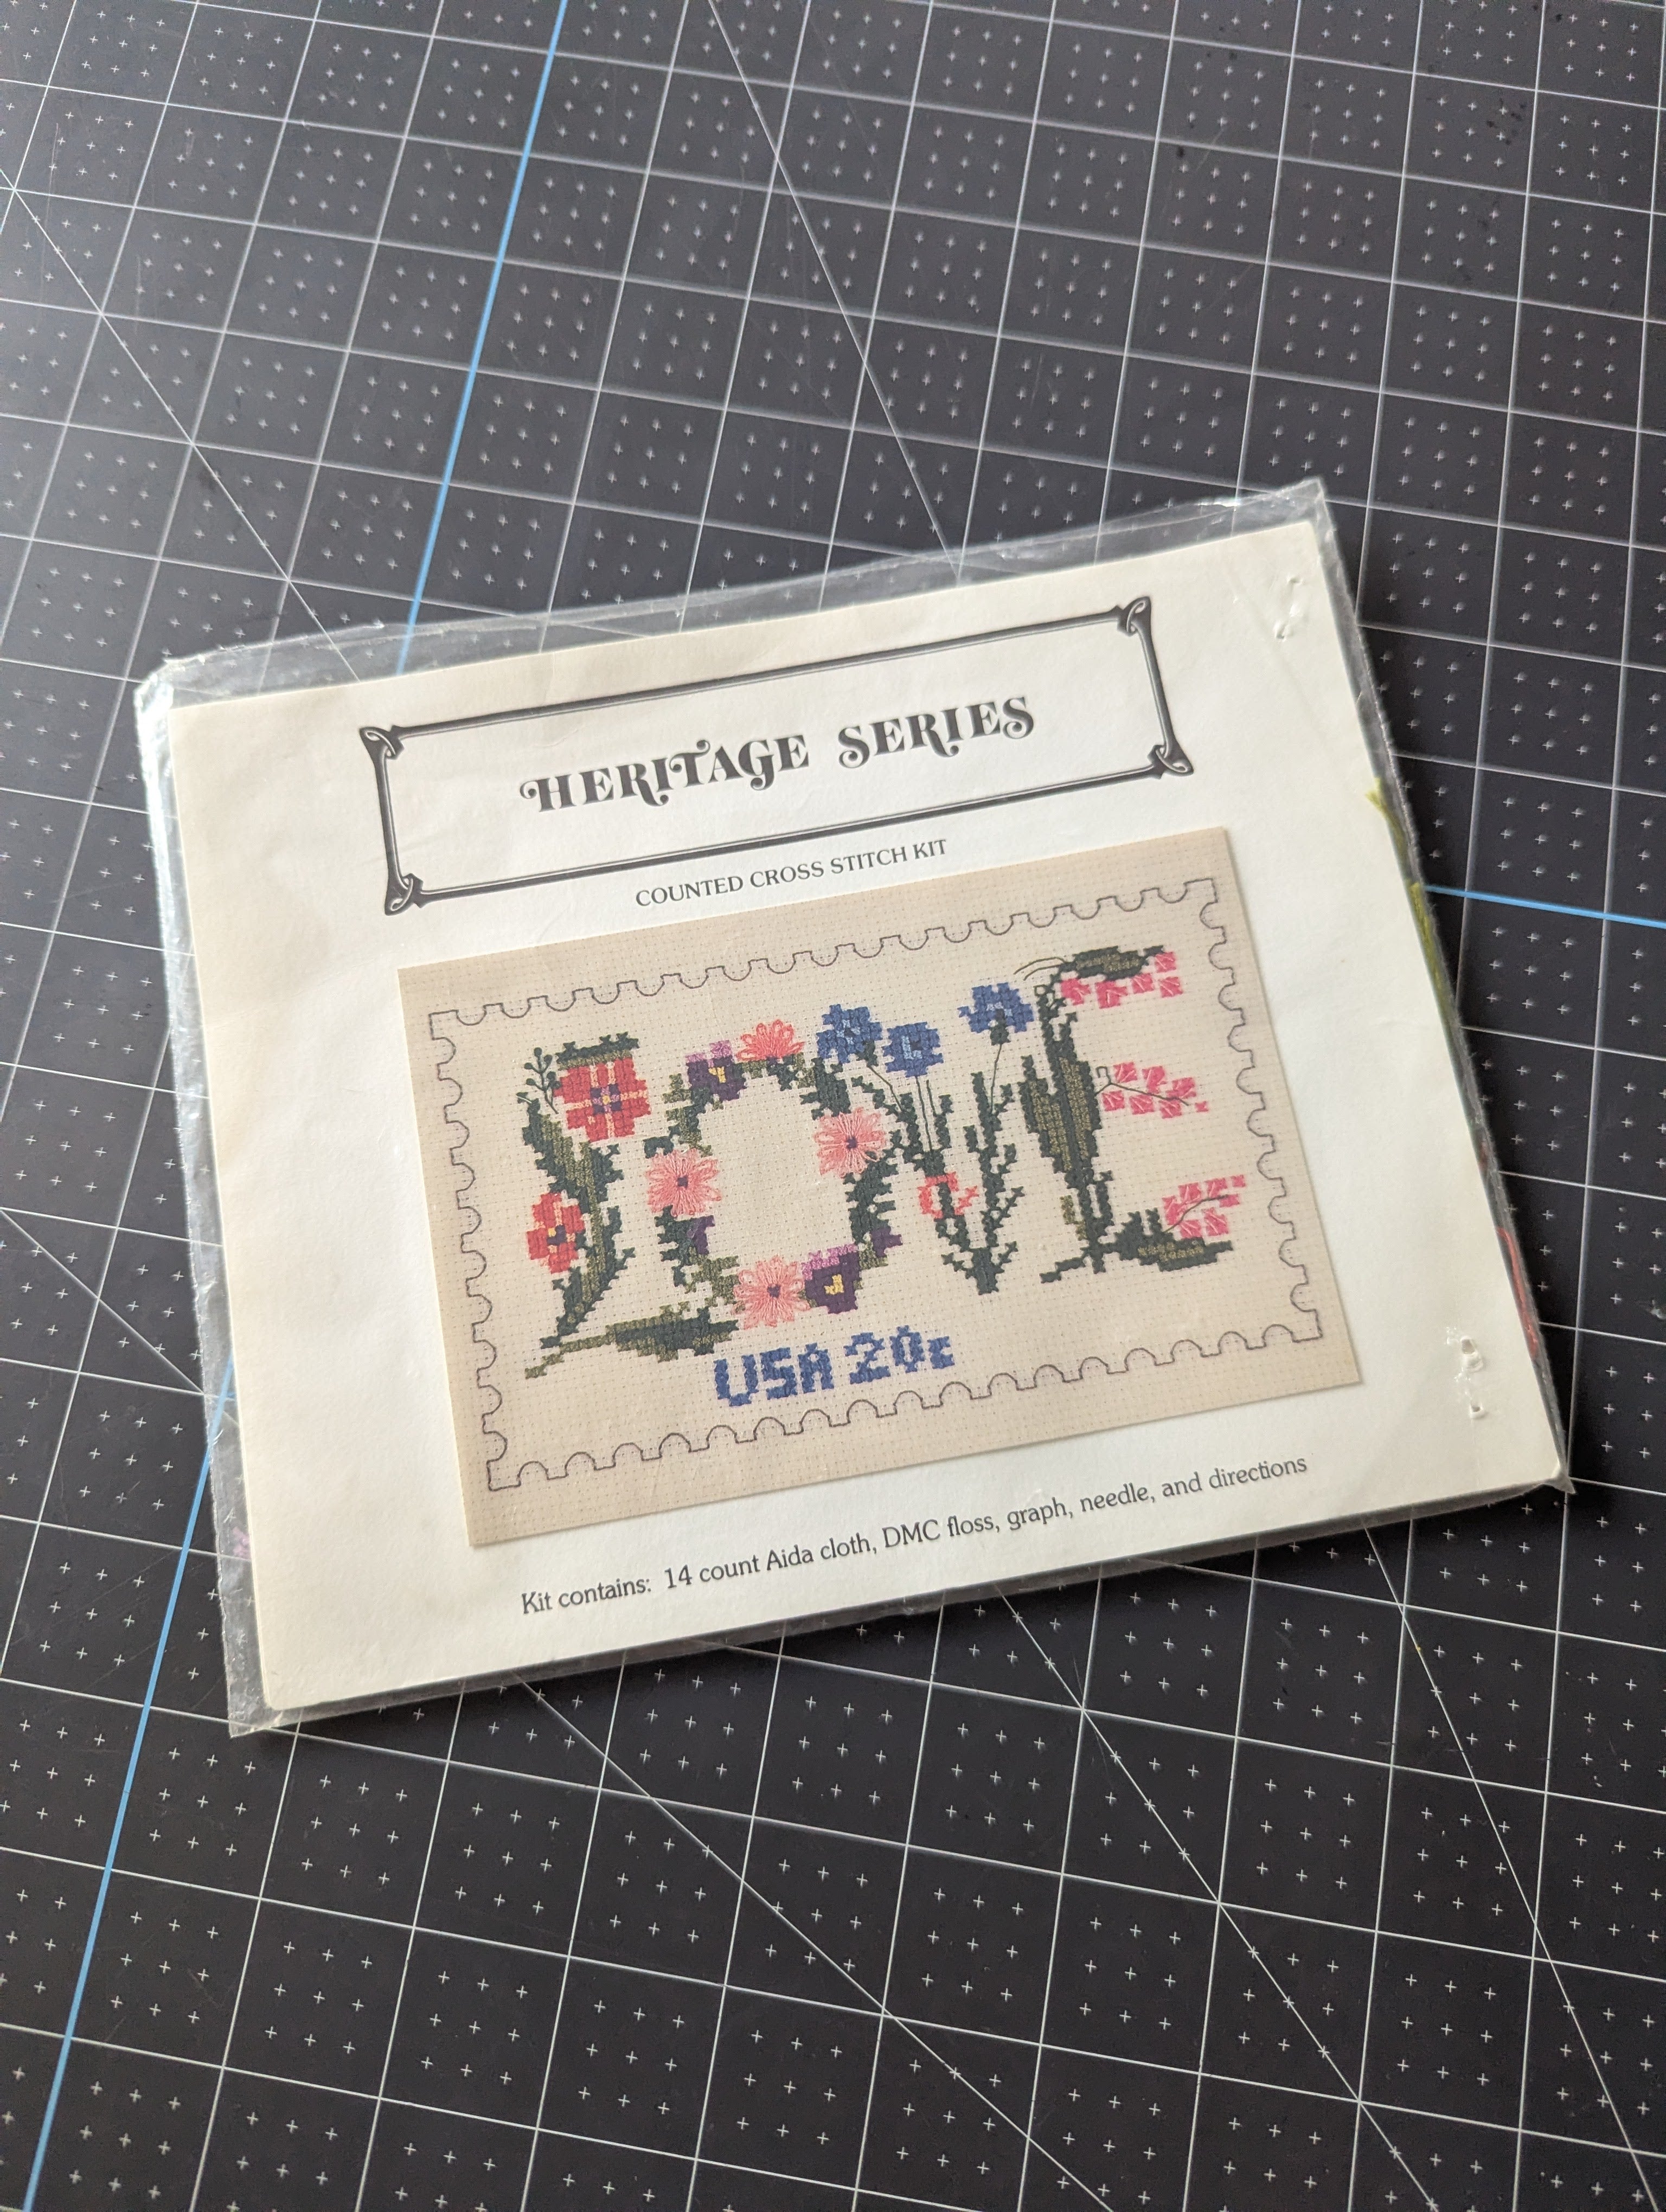 HERITAGE SERIES
COUNTED CROSS STITCH KIT
LOVE
USA 20¢
Kit contains: 14 count Aida cloth, DMC floss, graph, needle, and directions